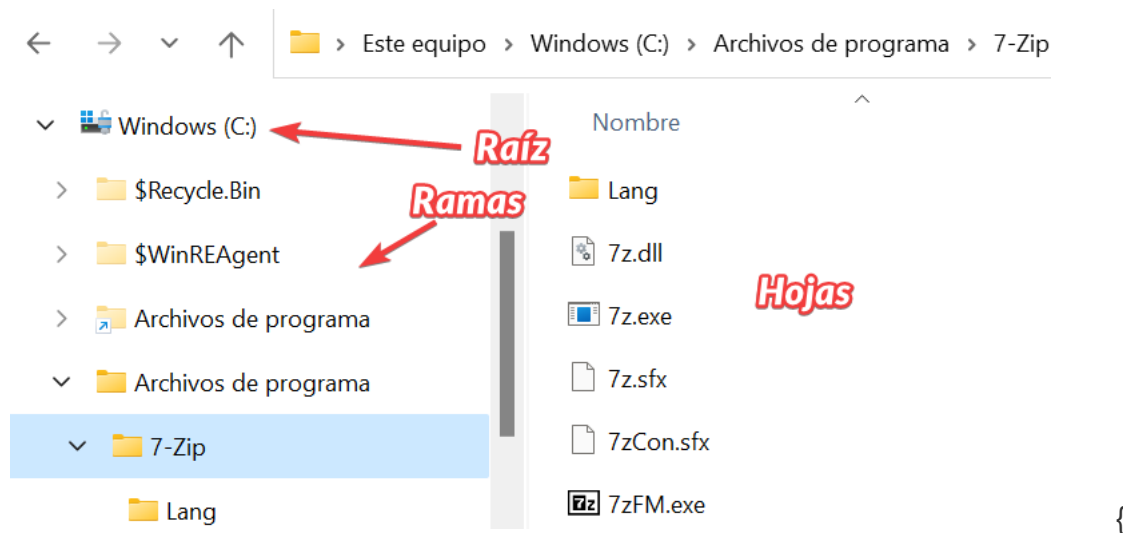 Este equipo > Windows (C:) > Archivos de programa > 7-Zip
Windows (C:)
Raíz
Nombre
$Recycle.Bin
Ramas
Lang
$WinREAgent
7z.dll
Hojas
Archivos de programa
7z.exe
Archivos de programa
7z.sfx
7-Zip
7zCon.sfx
Lang
7zFM.exe
{